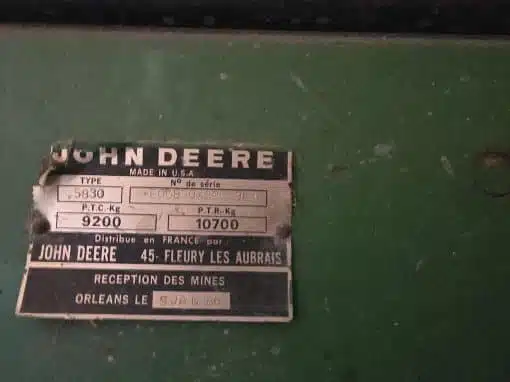 JOHN DEERE
MADE IN U.S.A
TYPE
5830
Nº de série
P.T.C.-Kg
9200
P.T.R.-Kg
10700
Distribue en FRANCE par
JOHN DEERE 45- FLEURY LES AUBRAIS
RECEPTION DES MINES
ORLEANS LE